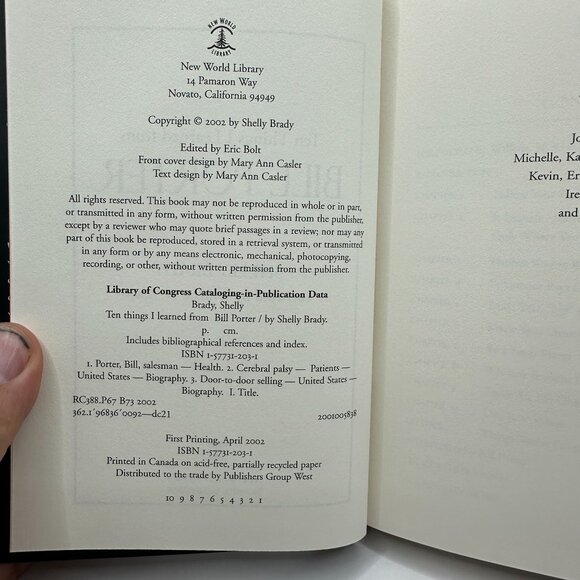 NEW WORLD
LIBRARY
New World Library
14 Pamaron Way
Novato, California 94949
Copyright © 2002 by Shelly Brady
Edited by Eric Bolt
Front cover design by Mary Ann Casler
Text design by Mary Ann Casler
All rights reserved. This book may not be reproduced in whole or in part,
or transmitted in any form, without written permission from the publisher,
except by a reviewer who may quote brief passages in a review; nor may any
part of this book be reproduced, stored in a retrieval system, or transmitted
in any form or by any means electronic, mechanical, photocopying,
recording, or other, without written permission from the publisher.
Library of Congress Cataloging-in-Publication Data
Brady, Shelly
Ten things I learned from Bill Porter / by Shelly Brady.
p. cm.
Includes bibliographical references and index.
ISBN 1-57731-203-1
1. Porter, Bill, salesman — Health. 2. Cerebral palsy — Patients —
United States — Biography. 3. Door-to-door selling — United States —
Biography. I. Title.
RC388.P67 B73 2002
362.1´96836´0092—dc21 2001005838
First Printing, April 2002
ISBN 1-57731-203-1
Printed in Canada on acid-free, partially recycled paper
Distributed to the trade by Publishers Group West
10 9 8 7 6 5 4 3 2 1
Michelle,
Kevin,
and